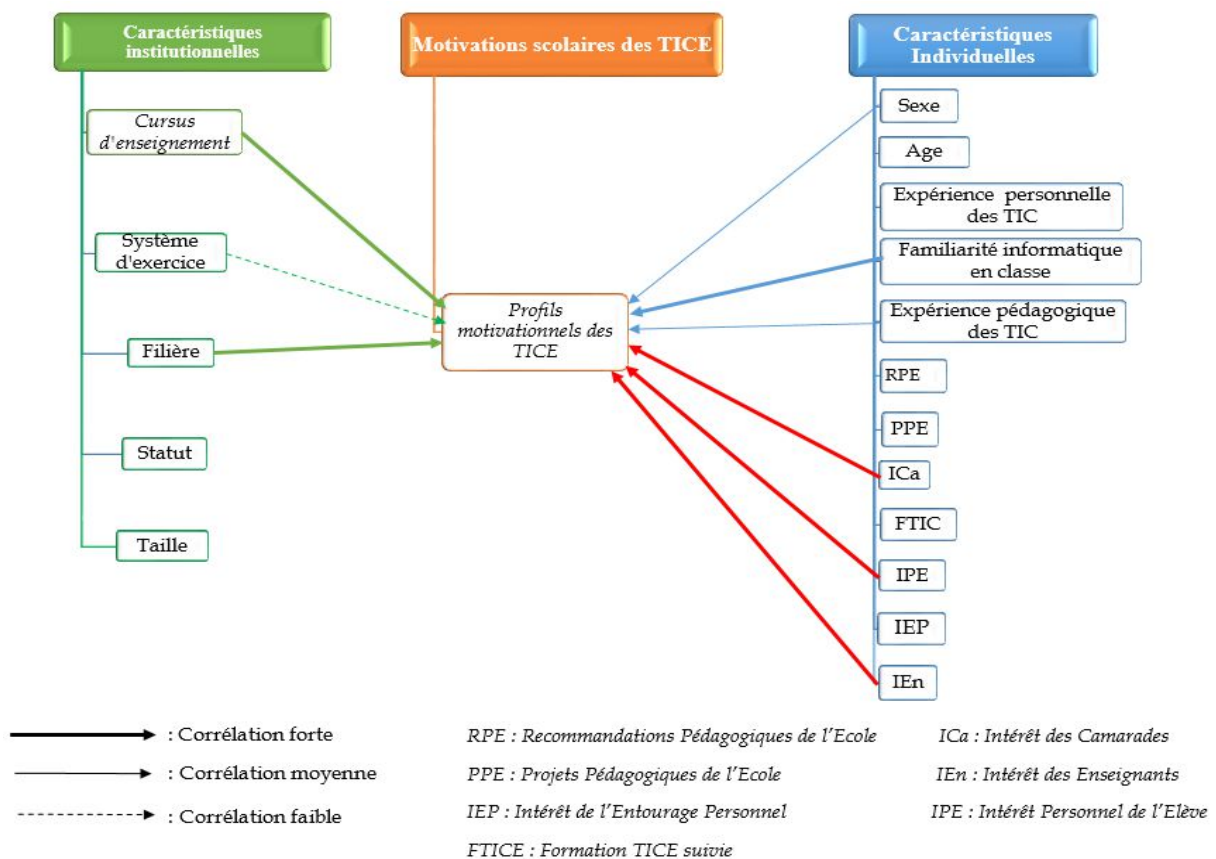 Caractéristiques
institutionnelles
Motivations scolaires des TICE
Caractéristiques
Individuelles
Cursus
d'enseignement
Système
d'exercice
Filière
Statut
Taille
Profils
motivationnels des
TICE
Sexe
Age
Expérience personnelle
des TIC
Familiarité informatique
en classe
Expérience pédagogique
des TIC
RPE
PPE
ICa
FTIC
IPE
IEP
IEn
: Corrélation forte
: Corrélation moyenne
: Corrélation faible
RPE : Recommandations Pédagogiques de l'Ecole
PPE : Projets Pédagogiques de l'Ecole
IEP : Intérêt de l'Entourage Personnel
FTICE : Formation TICE suivie
ICa : Intérêt des Camarades
IEn : Intérêt des Enseignants
IPE : Intérêt Personnel de l'Elève